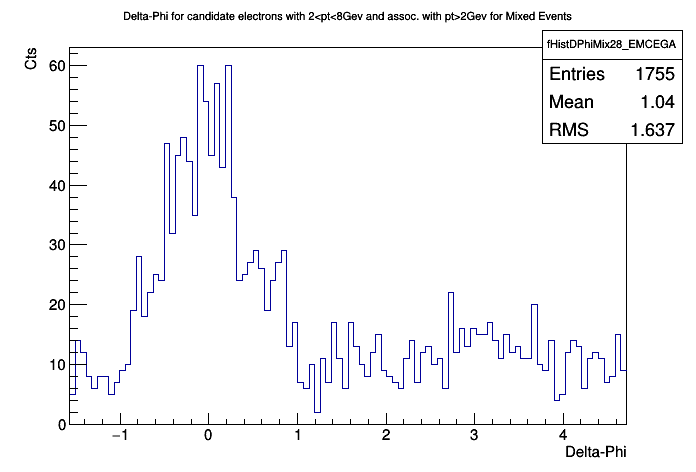 Delta-Phi for candidate electrons with 2<pt<8Gev and assoc. with pt>2Gev for Mixed Events
fHistDPhiMix28_EMCEGA
Entries 1755
Mean 1.04
RMS 1.637
Cts
60
50
40
30
20
10
0
−1 0 1 2 3 4
Delta-Phi